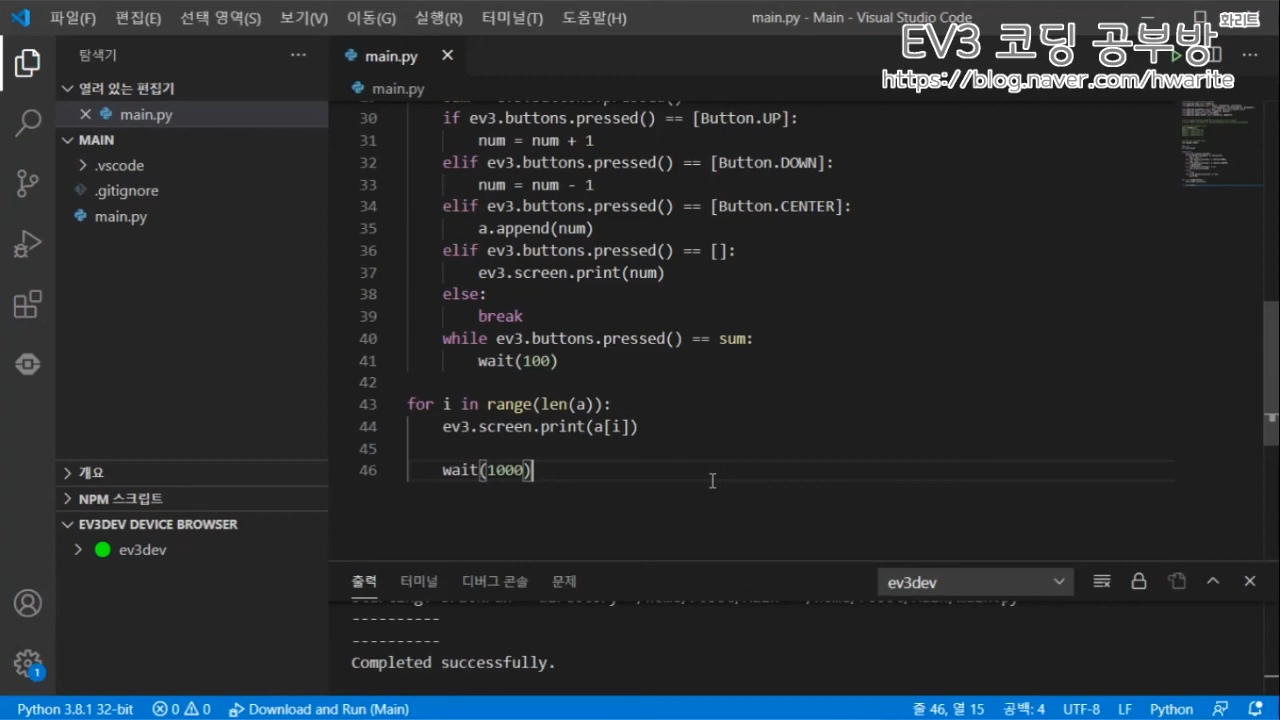 파일(F) 편집(E) 선택 영역(S) 보기(V) 이동(G) 실행(R) 터미널(T) 도움말(H) main.py - Main - Visual Studio Code 화리트
EV3 코딩 공부방
https://blog.naver.com/hwarite
탐색기
열려 있는 편집기
main.py
MAIN
.vscode
.gitignore
main.py
개요
NPM 스크립트
EV3DEV DEVICE BROWSER
ev3dev
main.py
main.py
30 if ev3.buttons.pressed() == [Button.UP]:
31 num = num + 1
32 elif ev3.buttons.pressed() == [Button.DOWN]:
33 num = num - 1
34 elif ev3.buttons.pressed() == [Button.CENTER]:
35 a.append(num)
36 elif ev3.buttons.pressed() == []:
37 ev3.screen.print(num)
38 else:
39 break
40 while ev3.buttons.pressed() == sum:
41 wait(100)
42
43 for i in range(len(a)):
44 ev3.screen.print(a[i])
45
46 wait(1000)
출력 터미널 디버그 콘솔 문제 ev3dev
----------
----------
Completed successfully.
1
Python 3.8.1 32-bit 0 0 Download and Run (Main) 줄 46, 열 15 공백: 4 UTF-8 LF Python